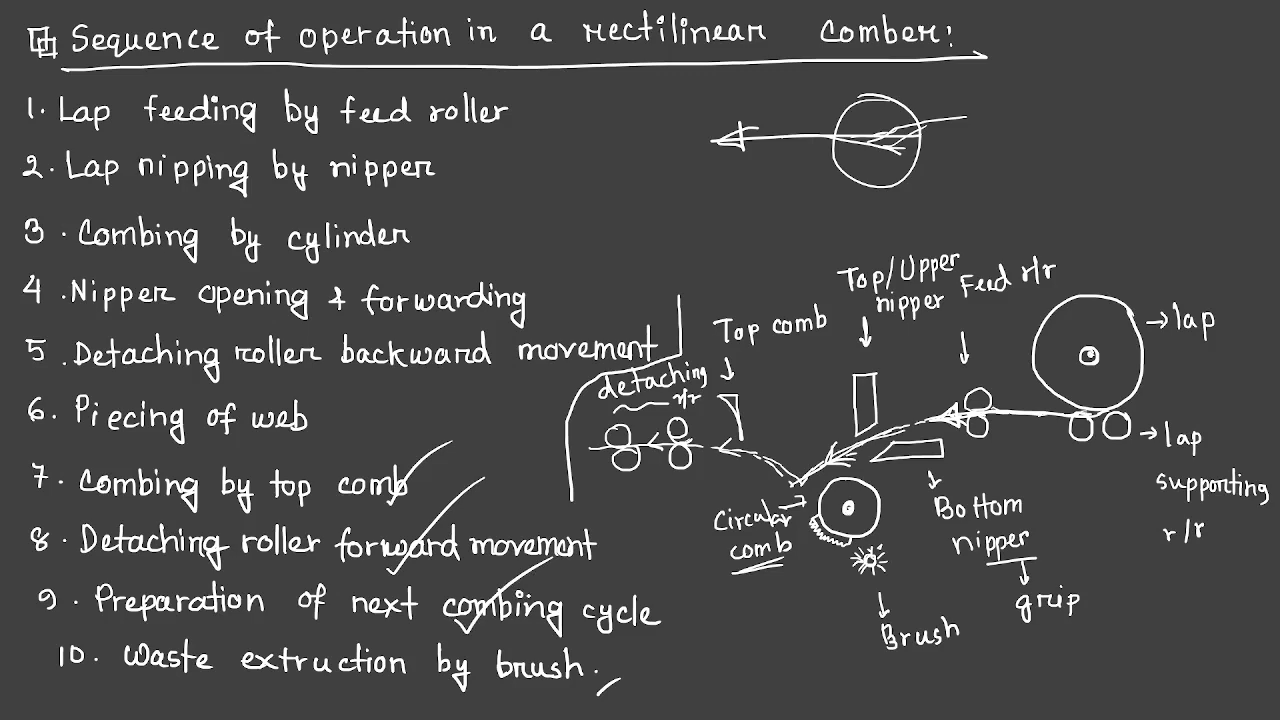 Sequence of operation in a rectilinear comber:
1. Lap feeding by feed roller
2. Lap nipping by nipper
3. Combing by cylinder
4. Nipper opening & forwarding
5. Detaching roller backward movement
6. Piecing of web
7. Combing by top comb
8. Detaching roller forward movement
9. Preparation of next combing cycle
10. Waste extruction by brush.
Top/Upper
nipper
Feed r/r
Top comb
lap
detaching
r/r
lap
supporting
r/r
Circular
comb
Bottom
nipper
grip
Brush